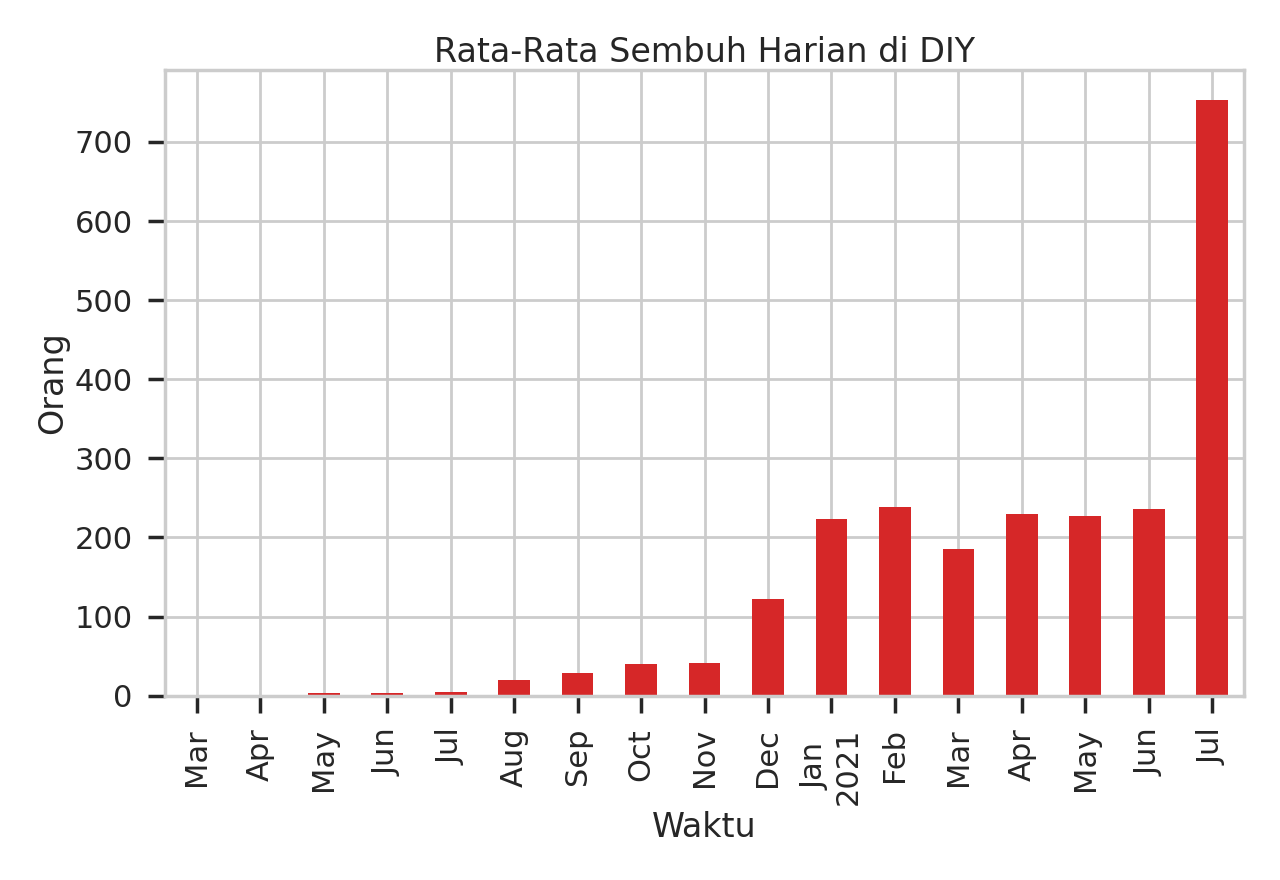 Rata-Rata Sembuh Harian di DIY
Orang
700
600
500
400
300
200
100
0
Mar
Apr
May
Jun
Jul
Aug
Sep
Oct
Nov
Dec
Jan
2021
Feb
Mar
Apr
May
Jun
Jul
Waktu